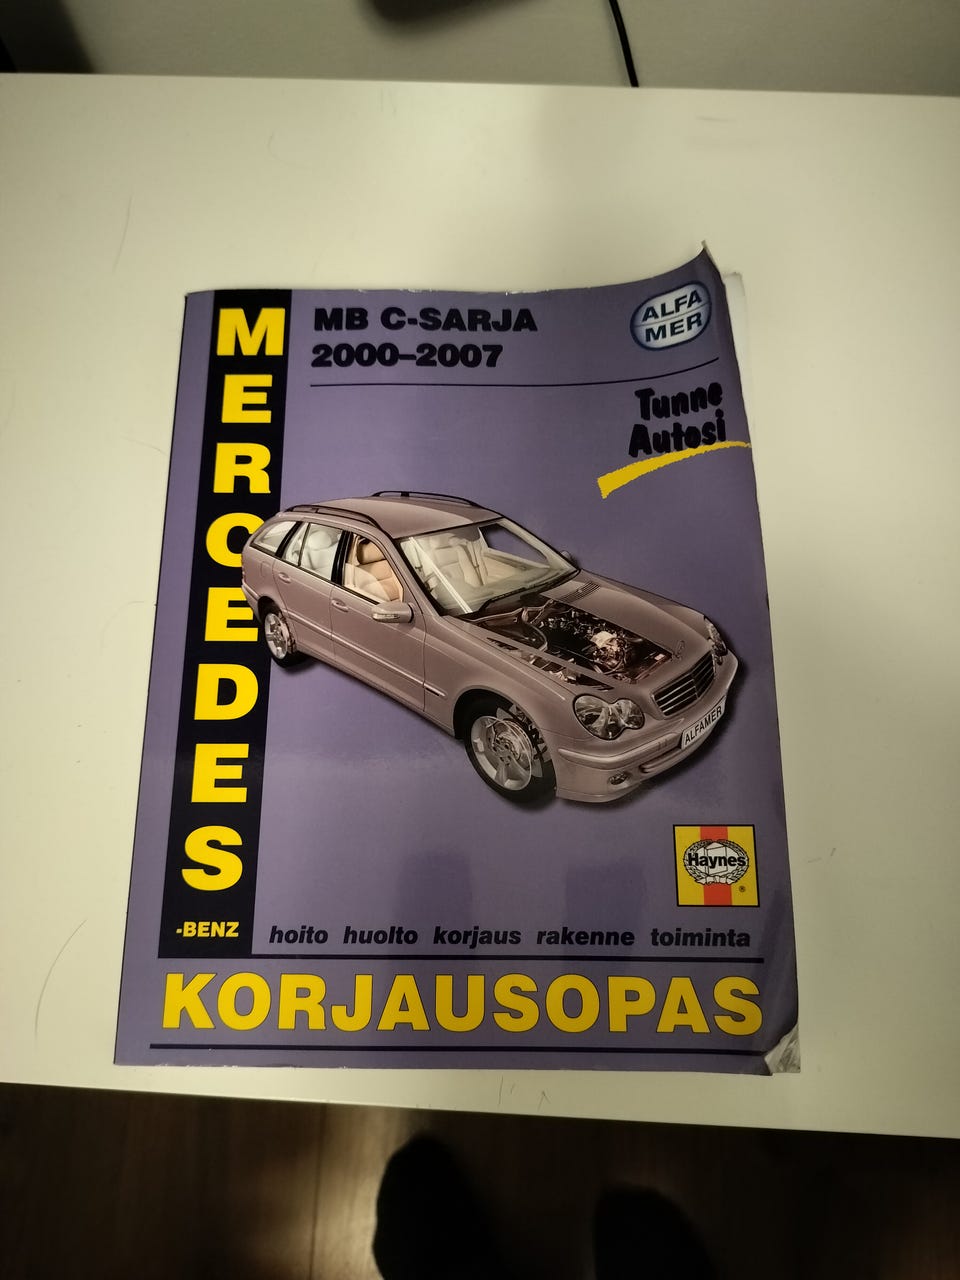 MERCEDES
-BENZ
MB C-SARJA
2000–2007
ALFA
MER
Tunne
Autosi
ALFAMER
Haynes
®
hoito huolto korjaus rakenne toiminta
KORJAUSOPAS